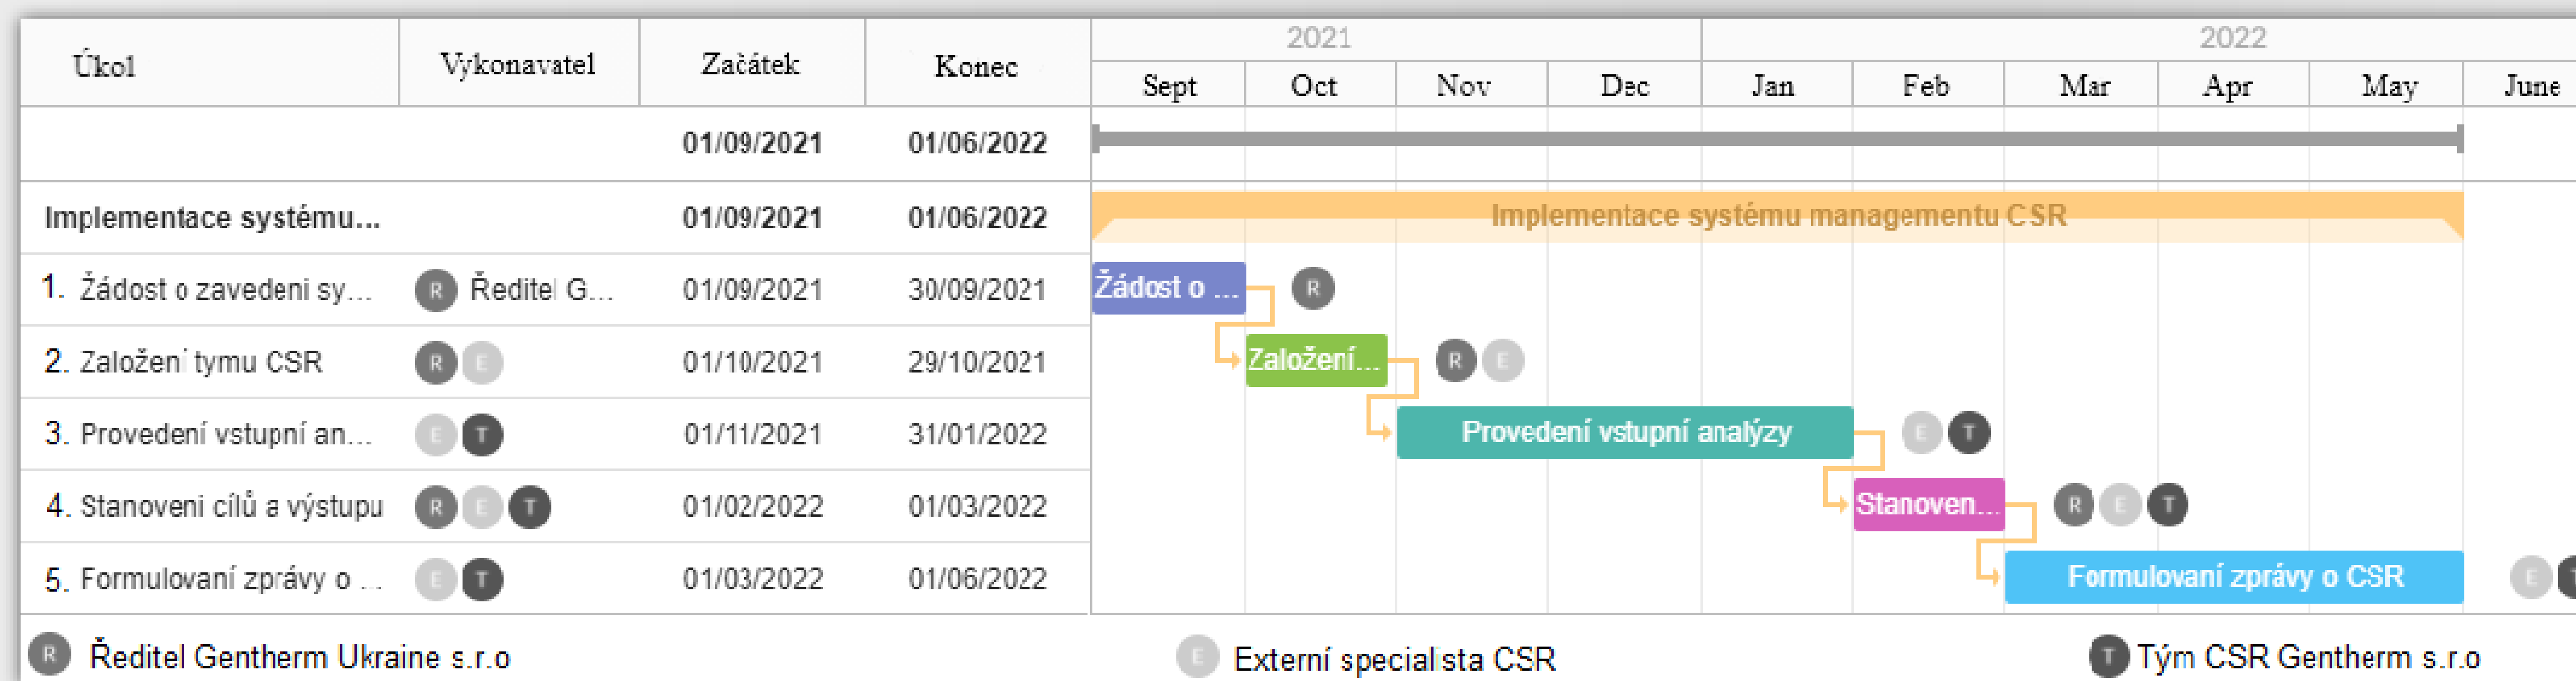 2021 2022
Úkol Vykonavatel Začátek Konec Sept Oct Nov Dec Jan Feb Mar Apr May June
01/09/2021 01/06/2022
Implementace systému... 01/09/2021 01/06/2022 Implementace systému managementu CSR
1. Žádost o zavedeni sy... R Ředitel G... 01/09/2021 30/09/2021 Žádost o ... R
2. Založeni tymu CSR R E 01/10/2021 29/10/2021 Založení... R E
3. Provedení vstupní an... E T 01/11/2021 31/01/2022 Provedení vstupní analýzy E T
4. Stanoveni cílů a výstupu R E T 01/02/2022 01/03/2022 Stanoven... R E T
5. Formulovaní zprávy o ... E T 01/03/2022 01/06/2022 Formulovaní zprávy o CSR E T
R Ředitel Gentherm Ukraine s.r.o E Externí specialista CSR T Tým CSR Gentherm s.r.o